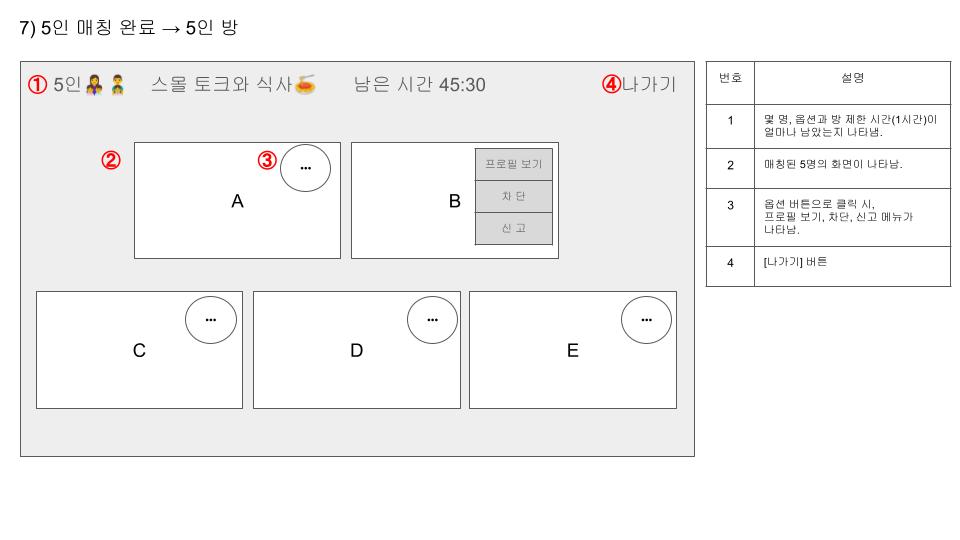 7) 5인 매칭 완료 → 5인 방
① 5인👩‍👧👨‍👦 스몰 토크와 식사🍝 남은 시간 45:30 ④나가기
② ③ ...
A
B
프로필 보기
차 단
신 고
... ... ...
C D E
번호 설명
1 몇 명, 옵션과 방 제한 시간(1시간)이
얼마나 남았는지 나타냄.
2 매칭된 5명의 화면이 나타남.
3 옵션 버튼으로 클릭 시,
프로필 보기, 차단, 신고 메뉴가
나타남.
4 [나가기] 버튼